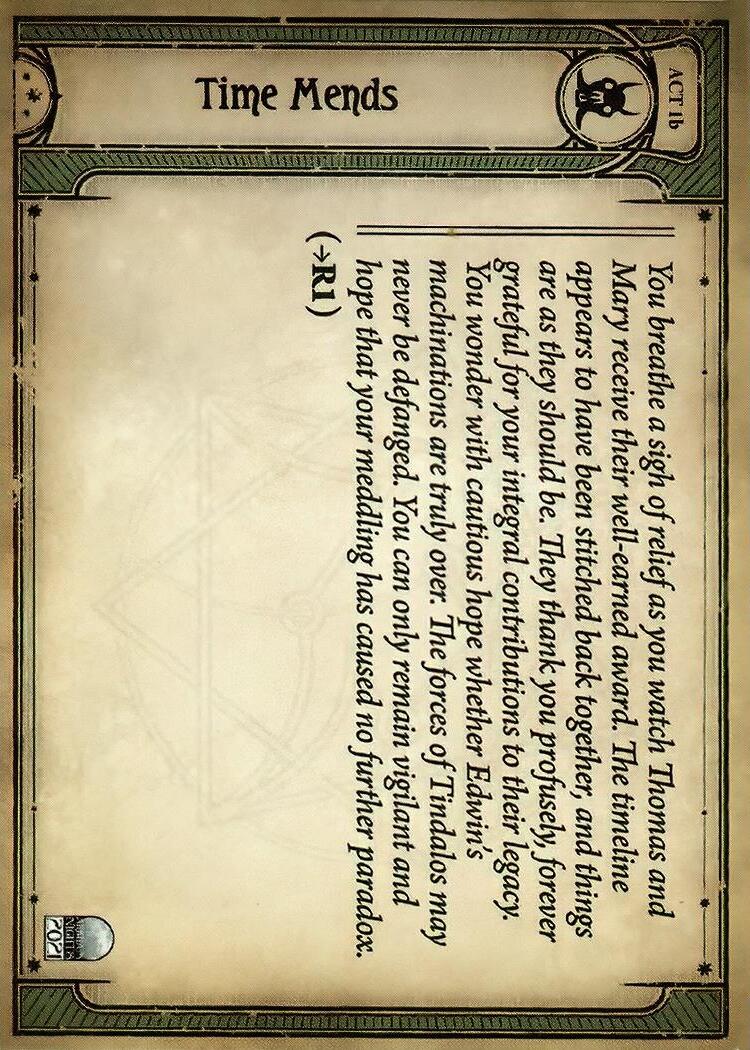 ACT 1b
Time Mends
You breathe a sigh of relief as you watch Thomas and
Mary receive their well-earned award. The timeline
appears to have been stitched back together, and things
are as they should be. They thank you profusely, forever
grateful for your integral contributions to their legacy.
You wonder with cautious hope whether Edwin's
machinations are truly over. The forces of Tindalos may
never be defanged. You can only remain vigilant and
hope that your meddling has caused no further paradox.
(→R1)
ARKHAM
NIGHTS
2021